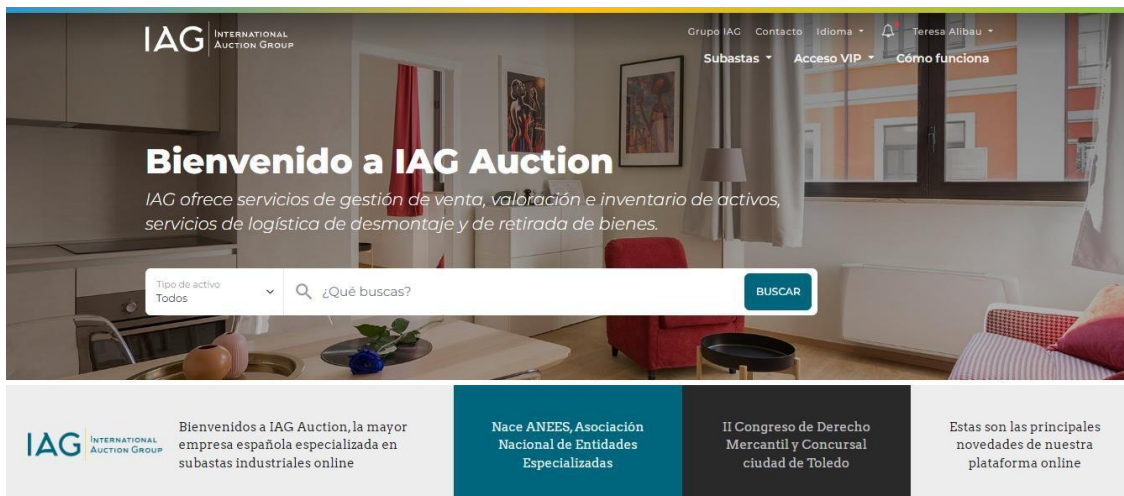 IAG INTERNATIONAL
AUCTION GROUP
Grupo IAG Contacto Idioma Teresa Alibau
Subastas Acceso VIP Cómo funciona
Bienvenido a IAG Auction
IAG ofrece servicios de gestión de venta, valoración e inventario de activos,
servicios de logística de desmontaje y de retirada de bienes.
Tipo de activo
Todos
¿Qué buscas?
BUSCAR
IAG INTERNATIONAL
AUCTION GROUP
Bienvenidos a IAG Auction, la mayor
empresa española especializada en
subastas industriales online
Nace ANEES, Asociación
Nacional de Entidades
Especializadas
II Congreso de Derecho
Mercantil y Concursal
ciudad de Toledo
Estas son las principales
novedades de nuestra
plataforma online